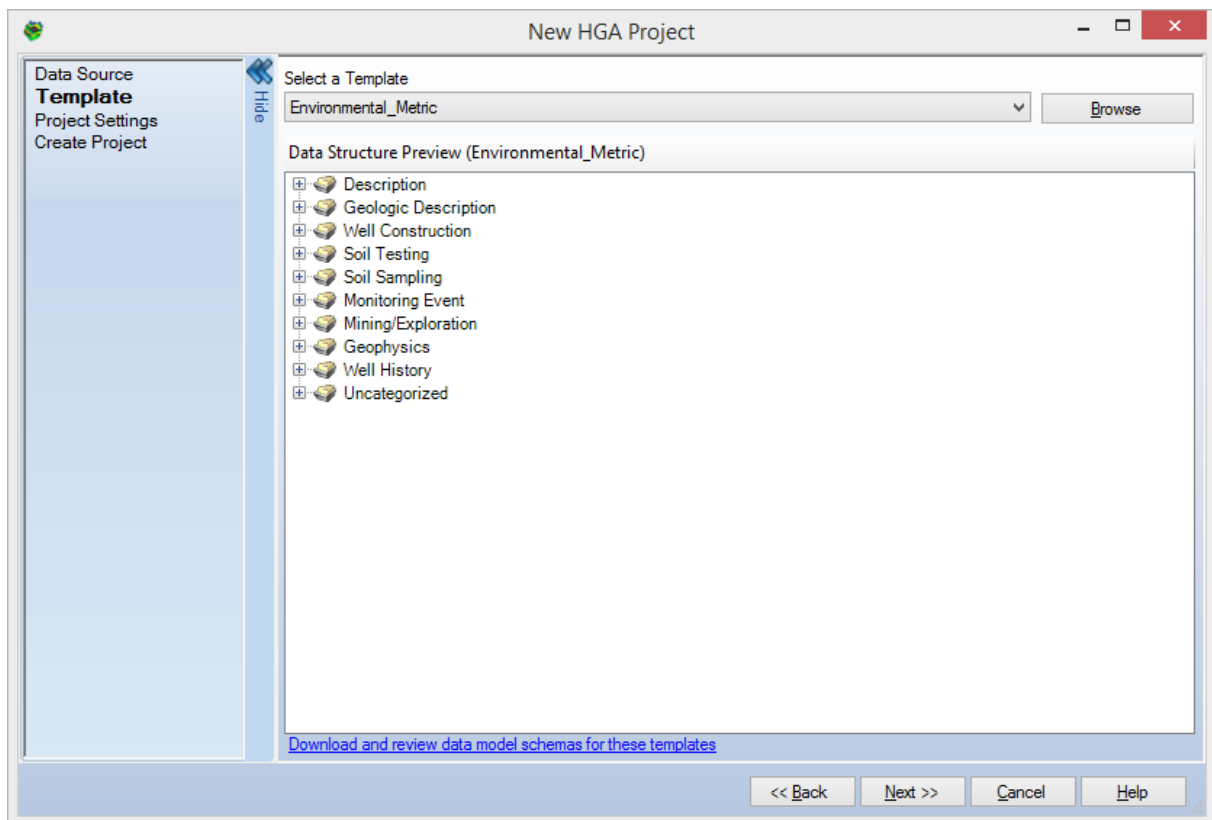 New HGA Project
Data Source
Template
Project Settings
Create Project
Hide
Select a Template
Environmental_Metric
Browse
Data Structure Preview (Environmental_Metric)
Description
Geologic Description
Well Construction
Soil Testing
Soil Sampling
Monitoring Event
Mining/Exploration
Geophysics
Well History
Uncategorized
Download and review data model schemas for these templates
<< Back
Next >>
Cancel
Help